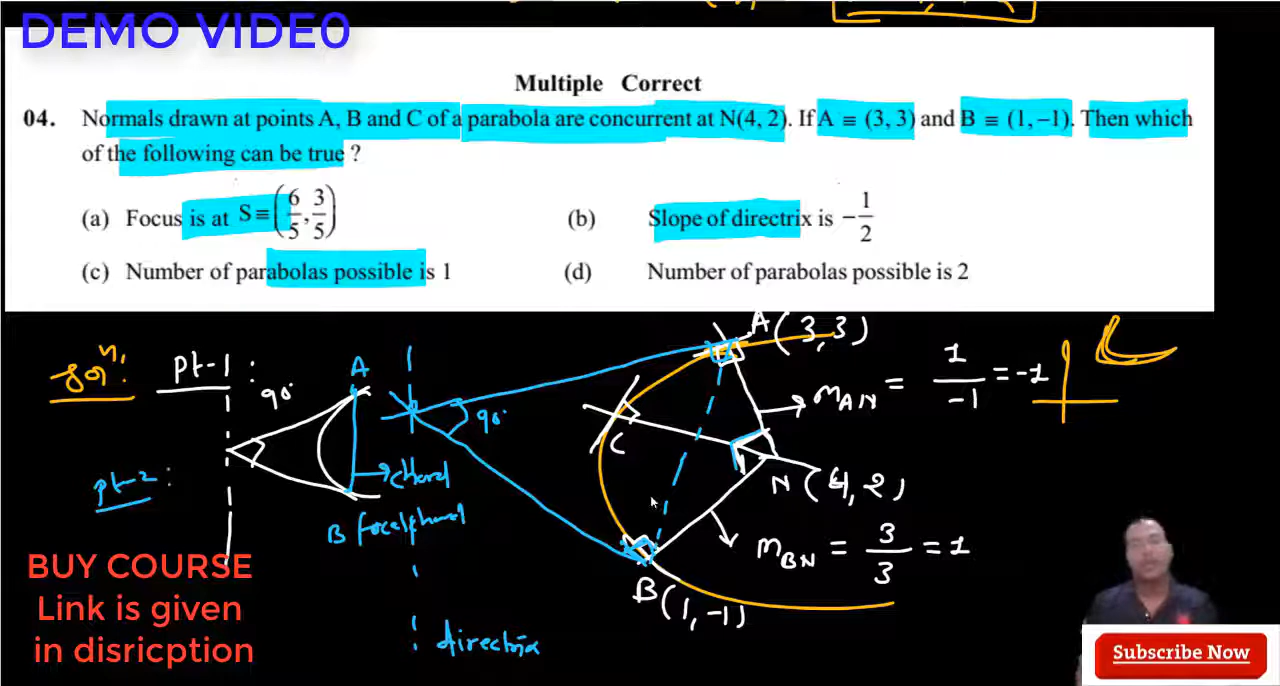 DEMO VIDE0
Multiple Correct
04. Normals drawn at points A, B and C of a parabola are concurrent at N(4, 2). If A ≡ (3, 3) and B ≡ (1, −1). Then which
of the following can be true ?
(a) Focus is at S ≡ (6/5, 3/5) (b) Slope of directrix is −1/2
(c) Number of parabolas possible is 1 (d) Number of parabolas possible is 2
Solⁿ: Pt-1 :
90°
A
90°
A(3,3)
m_AN = 1/-1 = -1
C
Pt-2 :
chord
B focal
N(4,2)
m_BN = 3/3 = 1
B(1,-1)
directrix
BUY COURSE
Link is given
in disricption
Subscribe Now